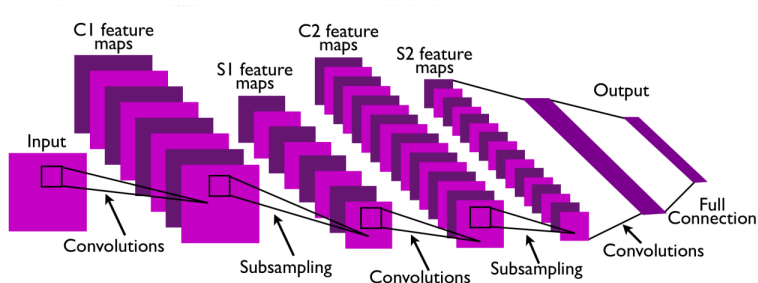 C1 feature
maps
S1 feature
maps
C2 feature
maps
S2 feature
maps
Output
Input
Convolutions
Subsampling
Convolutions
Subsampling
Convolutions
Full
Connection